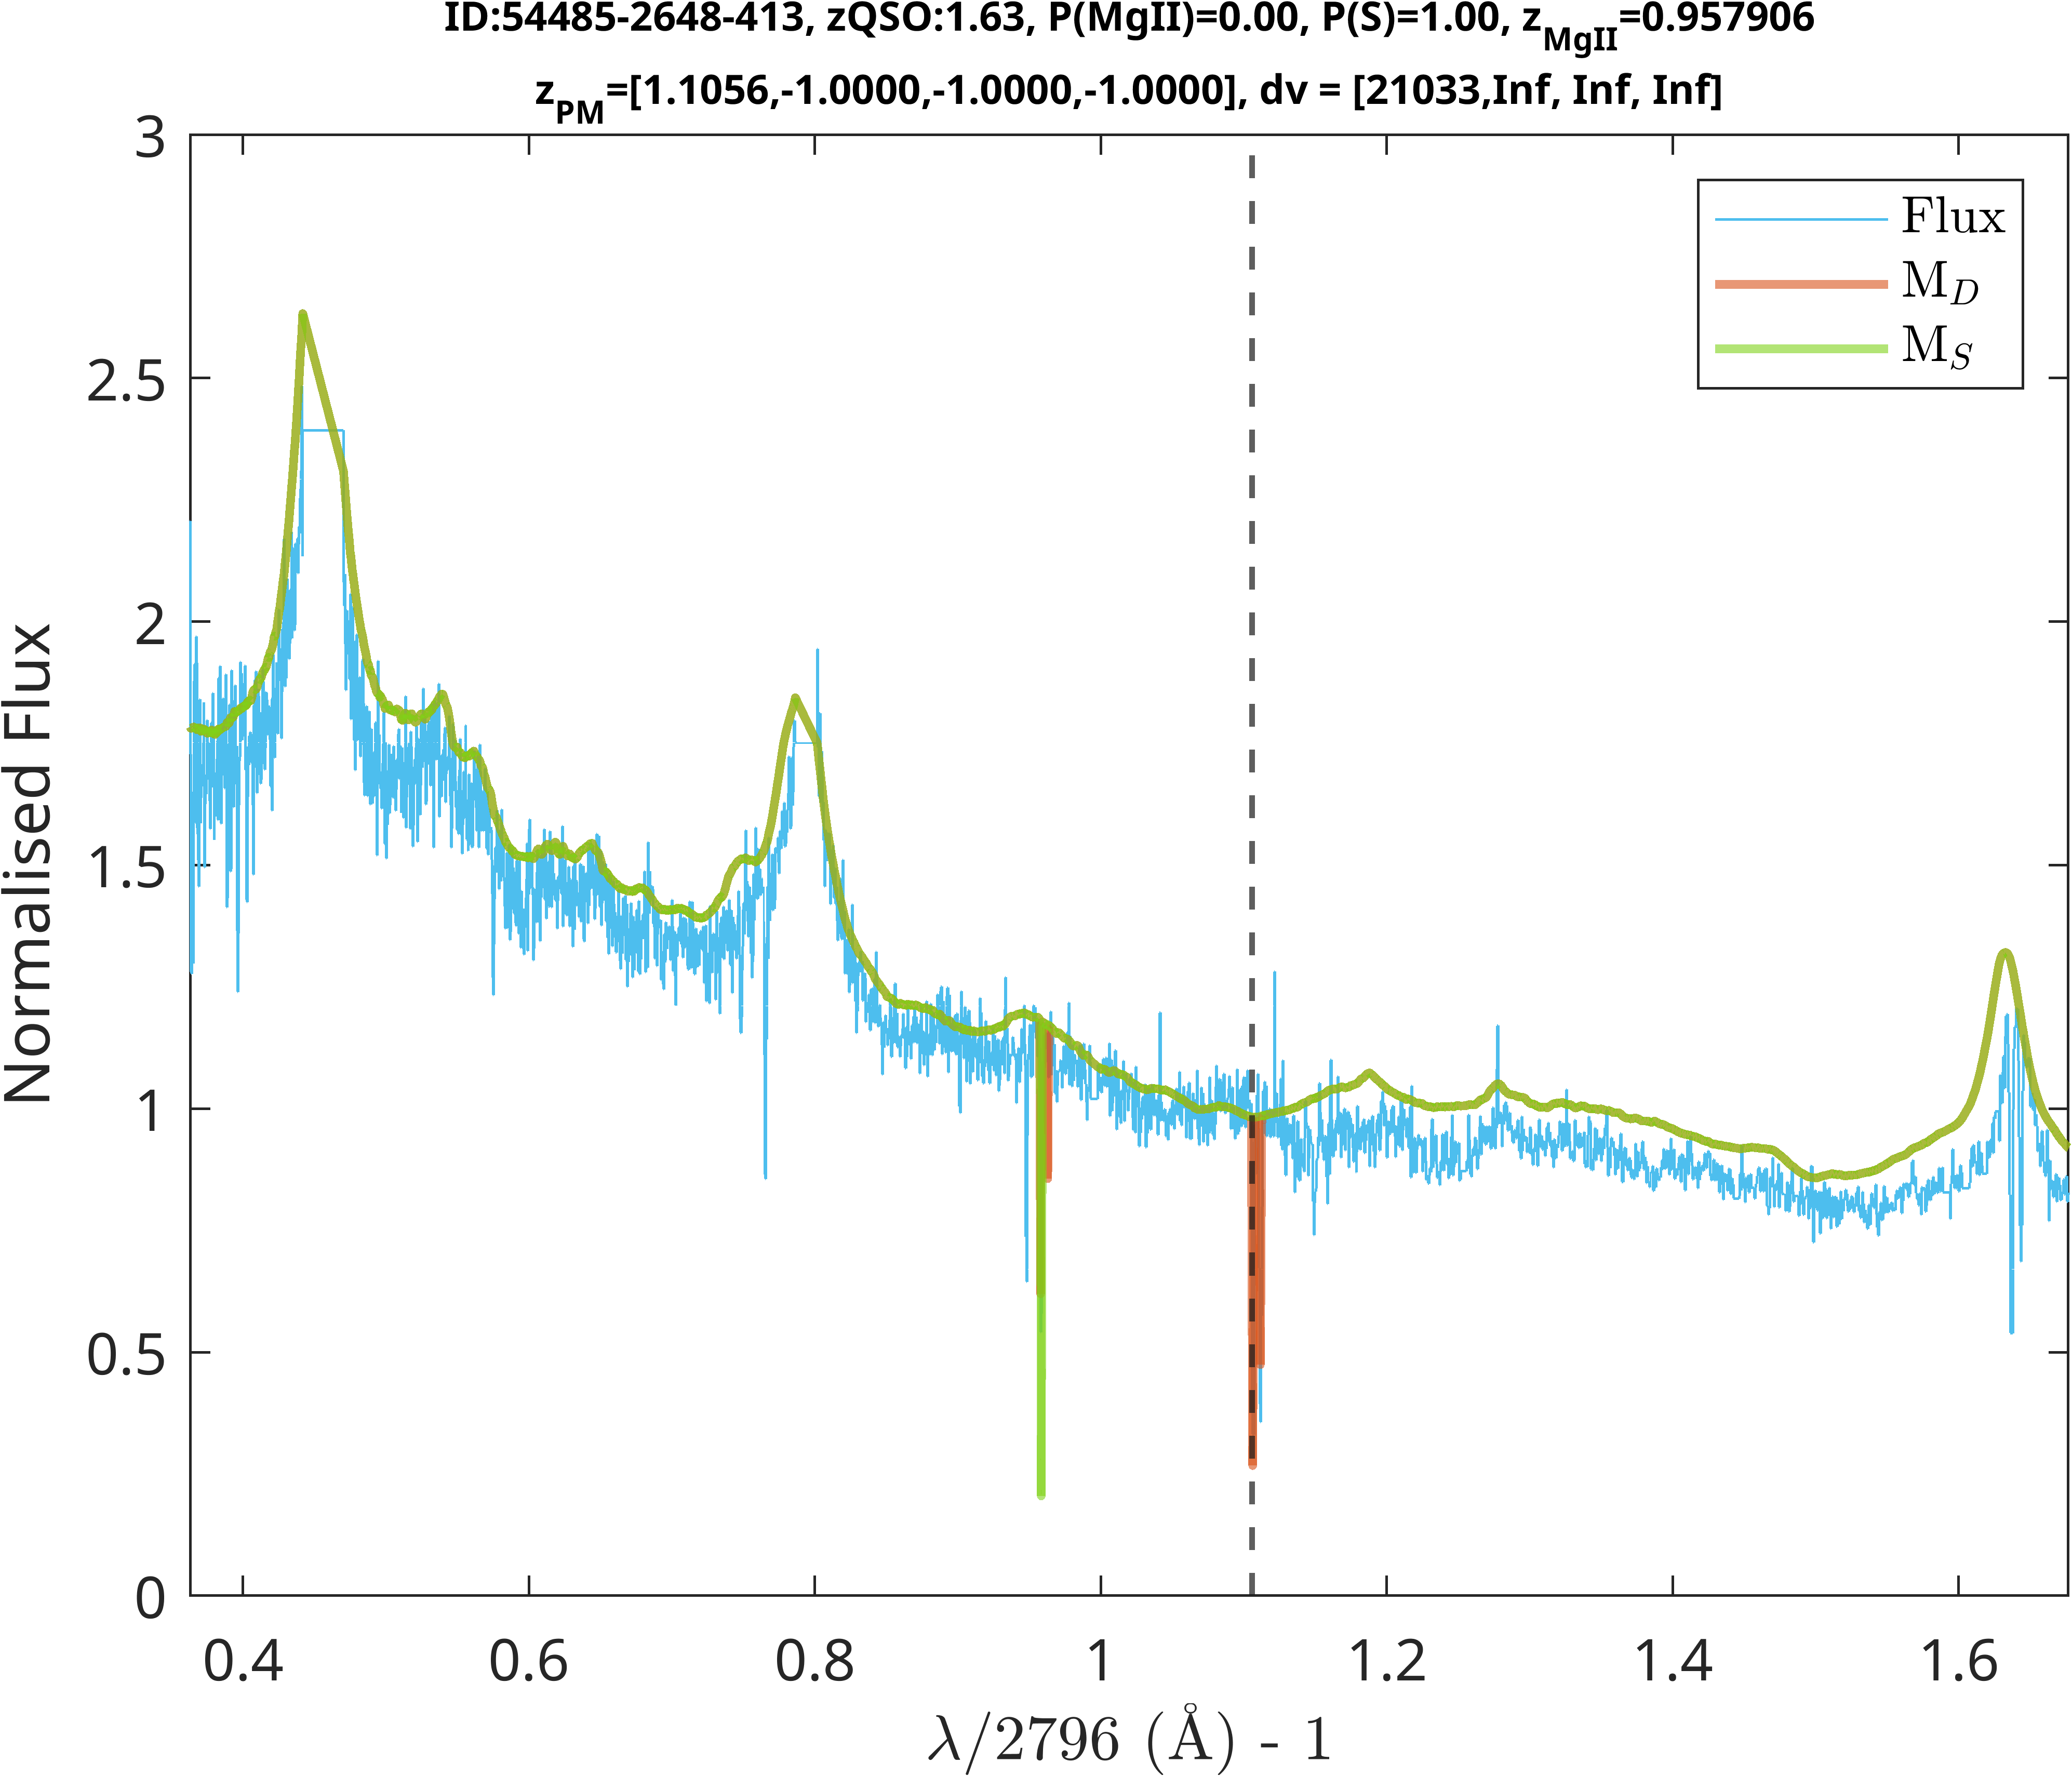 ID:54485-2648-413, zQSO:1.63, P(MgII)=0.00, P(S)=1.00, zMgII=0.957906
zPM=[1.1056,-1.0000,-1.0000,-1.0000], dv = [21033,Inf, Inf, Inf]
3
2.5
2
1.5
1
0.5
0
Normalised Flux
Flux
MD
MS
0.4 0.6 0.8 1 1.2 1.4 1.6
λ/2796 (Å) - 1